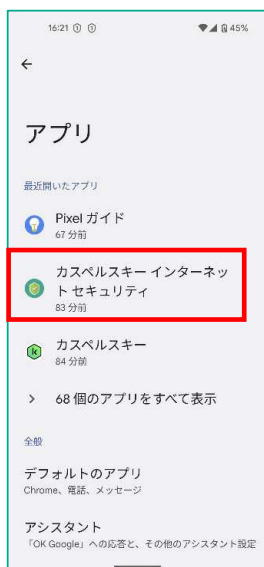 16:21
45%
アプリ
最近開いたアプリ
Pixel ガイド
67 分前
カスペルスキー インターネッ
ト セキュリティ
83 分前
カスペルスキー
84 分前
68 個のアプリをすべて表示
全般
デフォルトのアプリ
Chrome、電話、メッセージ
アシスタント
「OK Google」への応答と、その他のアシスタント設定